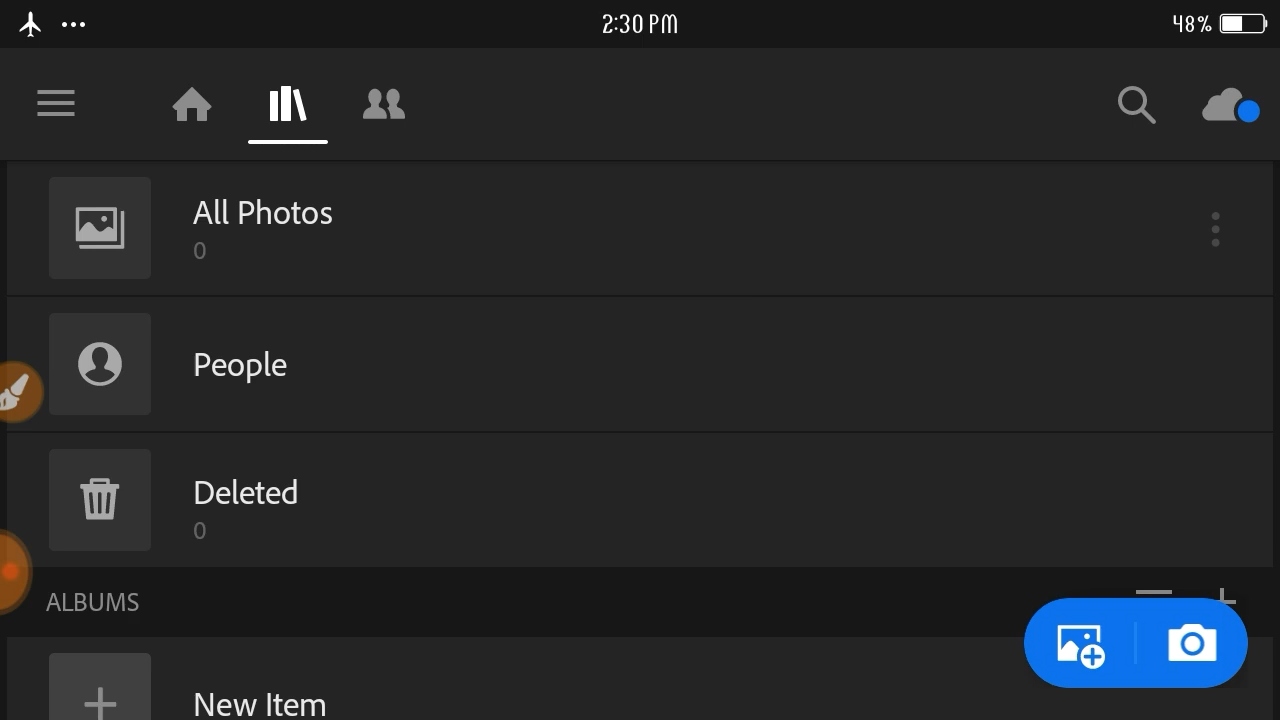 2:30 PM
48%
All Photos
0
People
Deleted
0
ALBUMS
New Item